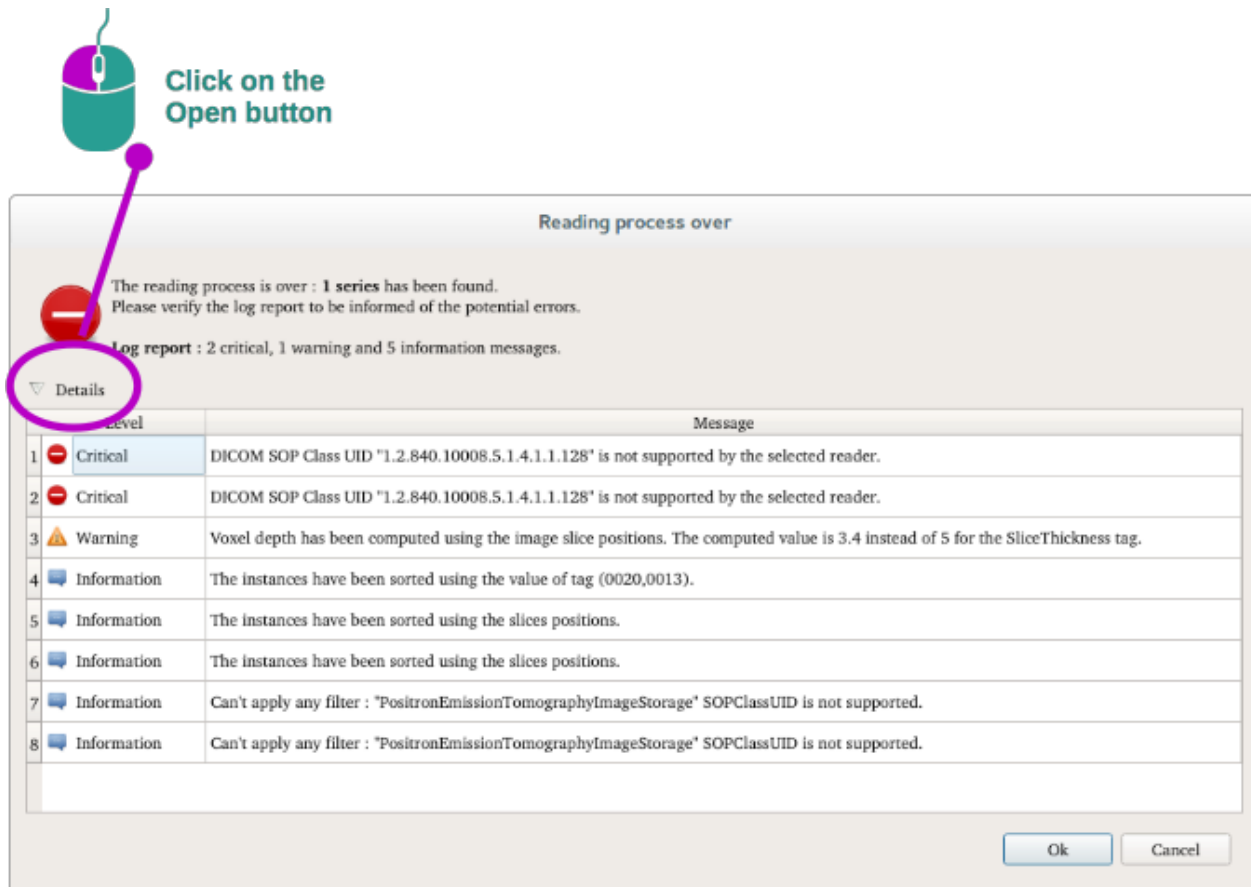 Click on the
Open button
Reading process over
The reading process is over : 1 series has been found.
Please verify the log report to be informed of the potential errors.
Log report : 2 critical, 1 warning and 5 information messages.
Details
Level Message
1 Critical DICOM SOP Class UID "1.2.840.10008.5.1.4.1.1.128" is not supported by the selected reader.
2 Critical DICOM SOP Class UID "1.2.840.10008.5.1.4.1.1.128" is not supported by the selected reader.
3 Warning Voxel depth has been computed using the image slice positions. The computed value is 3.4 instead of 5 for the SliceThickness tag.
4 Information The instances have been sorted using the value of tag (0020,0013).
5 Information The instances have been sorted using the slices positions.
6 Information The instances have been sorted using the slices positions.
7 Information Can't apply any filter : "PositronEmissionTomographyImageStorage" SOPClassUID is not supported.
8 Information Can't apply any filter : "PositronEmissionTomographyImageStorage" SOPClassUID is not supported.
Ok Cancel